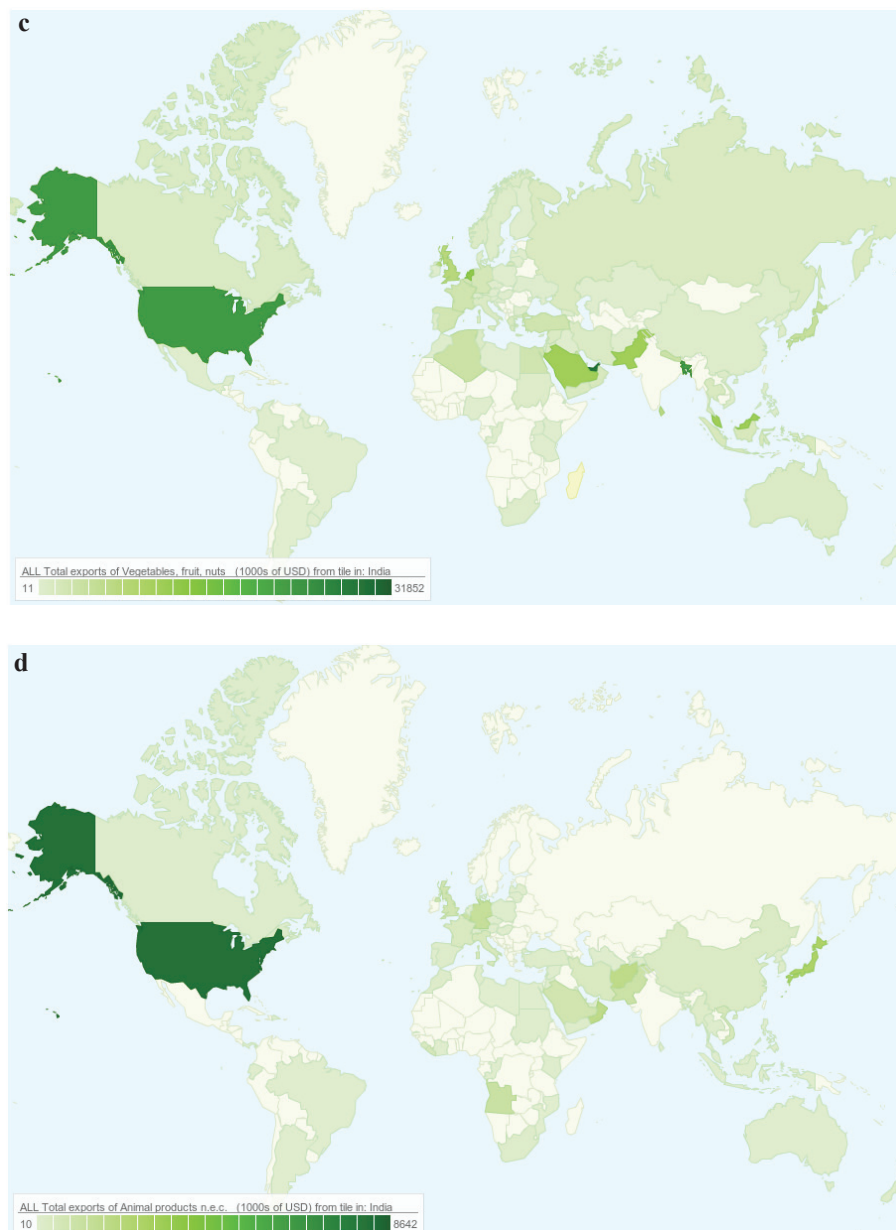 c
ALL Total exports of Vegetables, fruit, nuts (1000s of USD) from tile in: India
11 31852
d
ALL Total exports of Animal products n.e.c. (1000s of USD) from tile in: India
10 8642